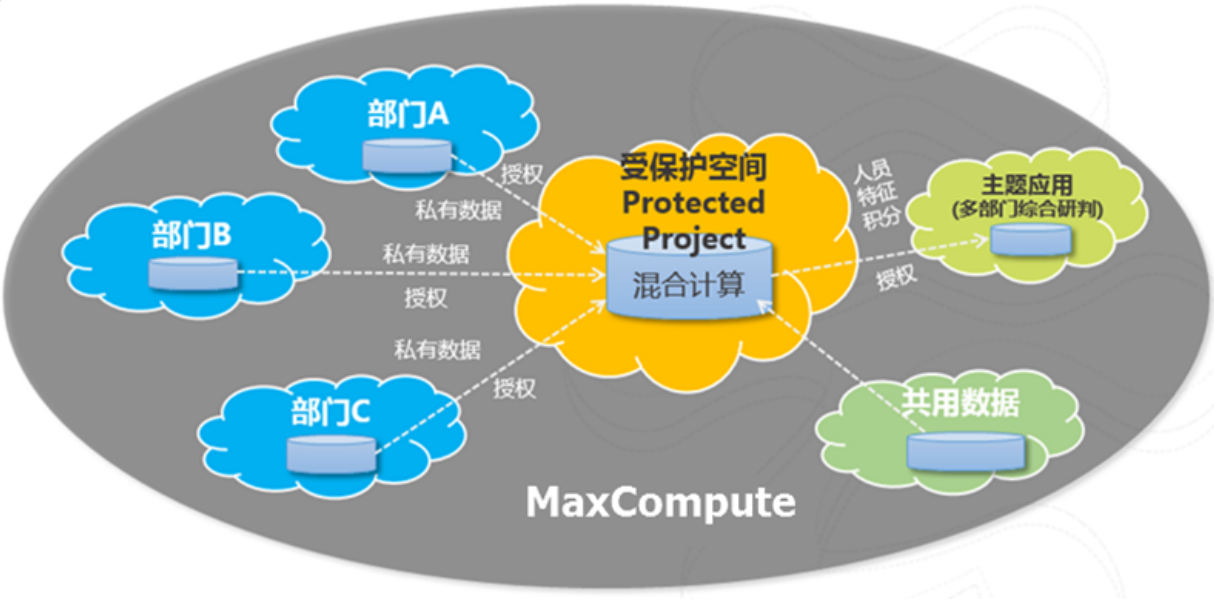 部门A
授权
私有数据
部门B
私有数据
授权
私有数据
授权
部门C
受保护空间
Protected
Project
混合计算
人员
特征
积分
授权
主题应用
(多部门综合研判)
共用数据
MaxCompute